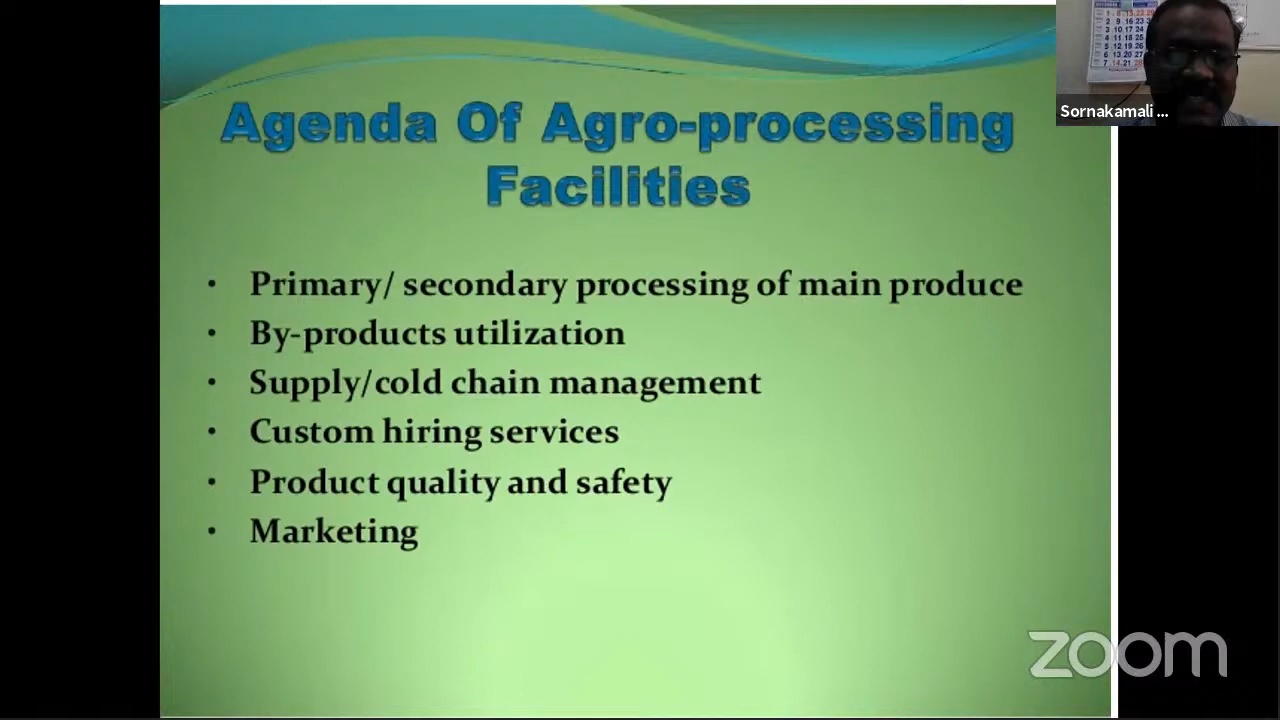 Agenda Of Agro-processing
Facilities
• Primary/ secondary processing of main produce
• By-products utilization
• Supply/cold chain management
• Custom hiring services
• Product quality and safety
• Marketing
Sornakamali ...
zoom